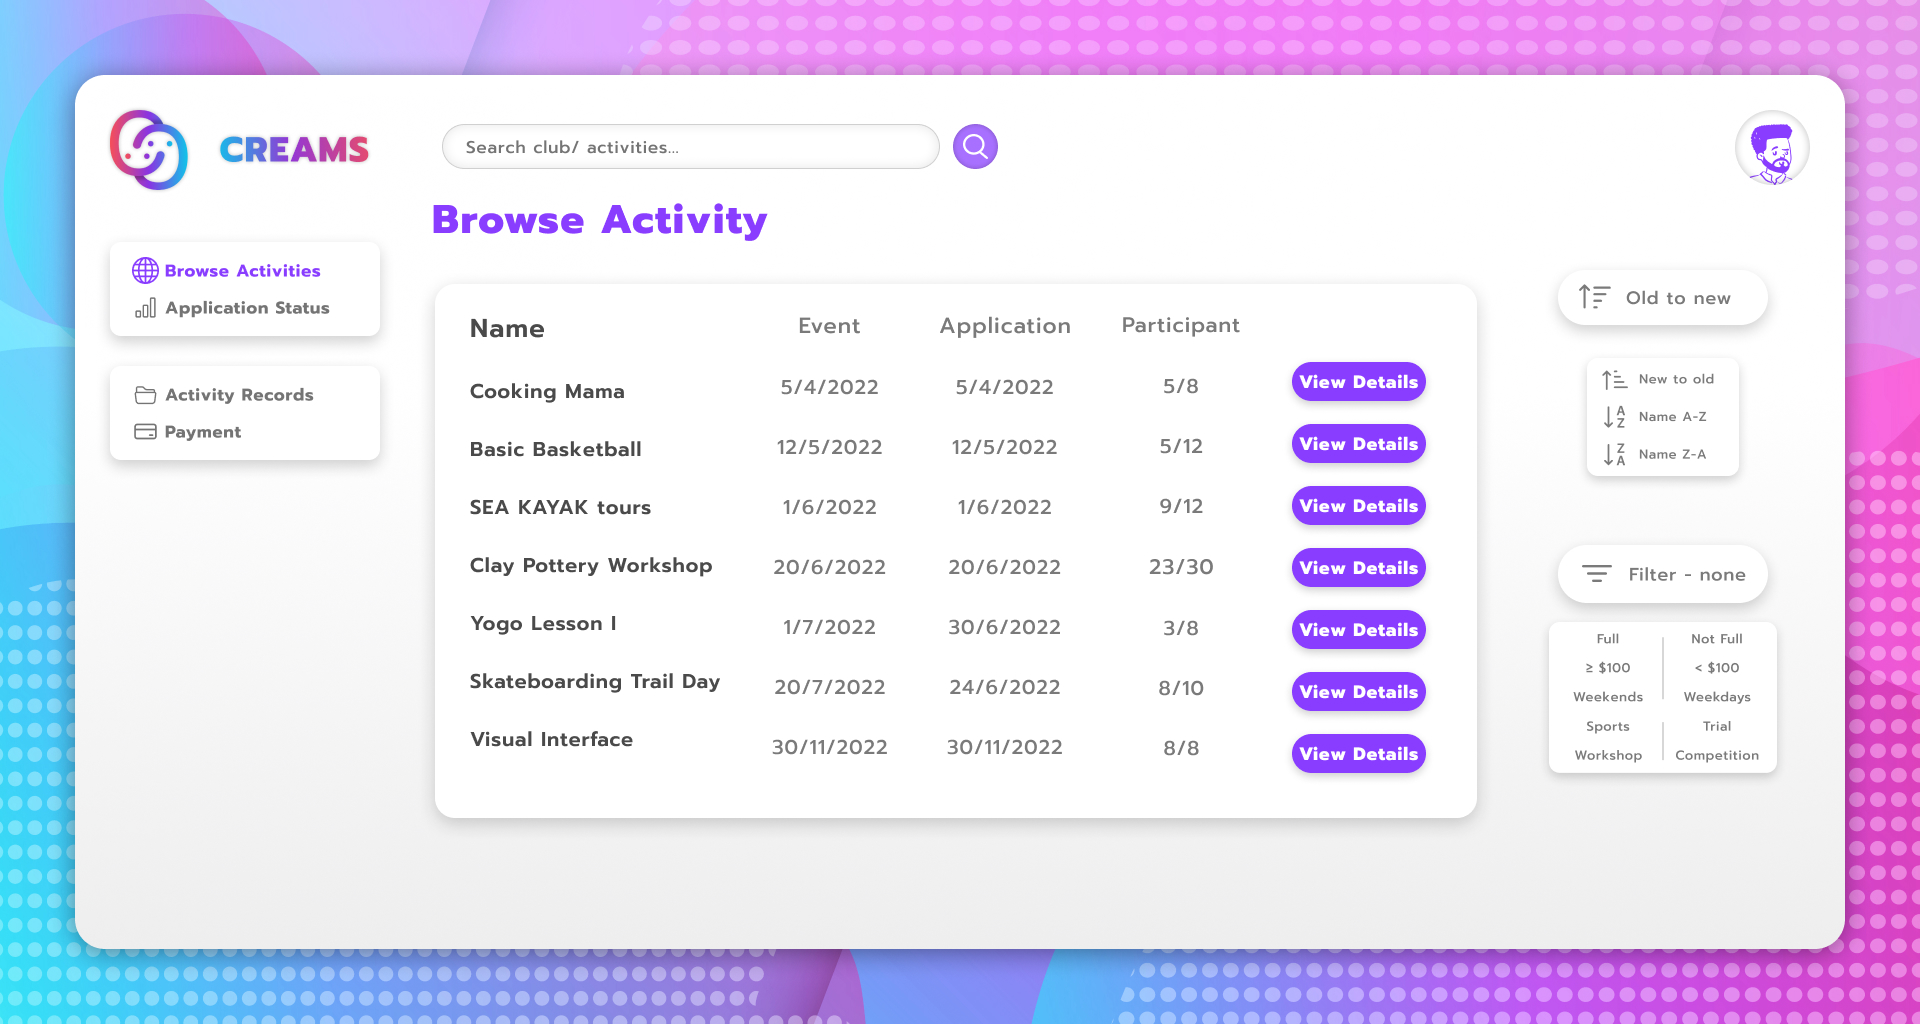 CREAMS
Search club/ activities...
Browse Activity
Browse Activities
Application Status
Activity Records
Payment
Name Event Application Participant
Cooking Mama 5/4/2022 5/4/2022 5/8 View Details
Basic Basketball 12/5/2022 12/5/2022 5/12 View Details
SEA KAYAK tours 1/6/2022 1/6/2022 9/12 View Details
Clay Pottery Workshop 20/6/2022 20/6/2022 23/30 View Details
Yogo Lesson I 1/7/2022 30/6/2022 3/8 View Details
Skateboarding Trail Day 20/7/2022 24/6/2022 8/10 View Details
Visual Interface 30/11/2022 30/11/2022 8/8 View Details
Old to new
New to old
A Z Name A-Z
Z A Name Z-A
Filter - none
Full Not Full
≥ $100 < $100
Weekends Weekdays
Sports Trial
Workshop Competition